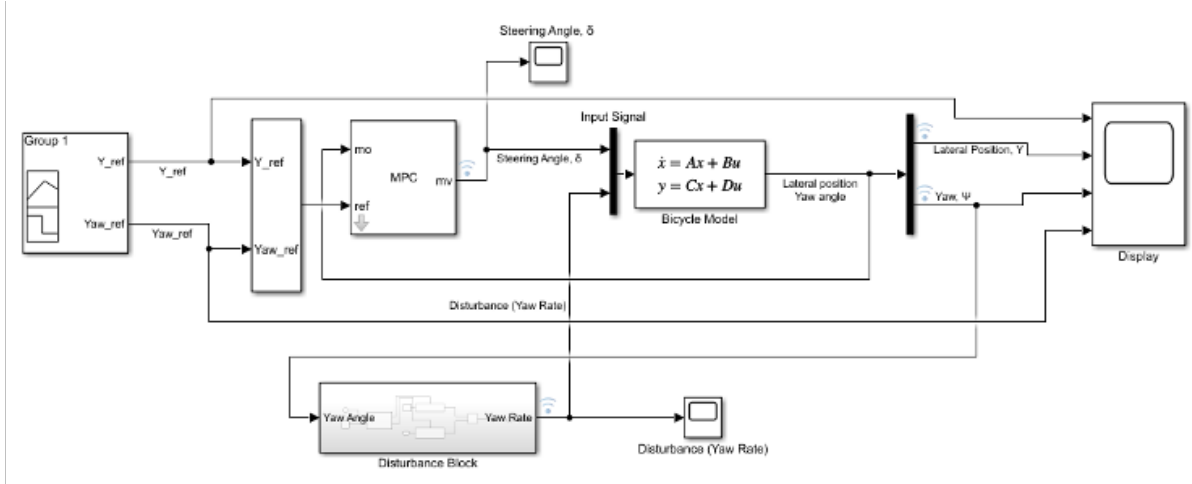 Steering Angle, δ
Group 1
Y_ref
Y_ref
Yaw_ref
Yaw_ref
Y_ref
Yaw_ref
mo
MPC
mv
ref
Steering Angle, δ
Input Signal
ẋ = Ax + Bu
y = Cx + Du
Bicycle Model
Lateral position
Yaw angle
Lateral Position, Y
Yaw, Ψ
Display
Disturbance (Yaw Rate)
Yaw Angle
Yaw Rate
Disturbance Block
Disturbance (Yaw Rate)